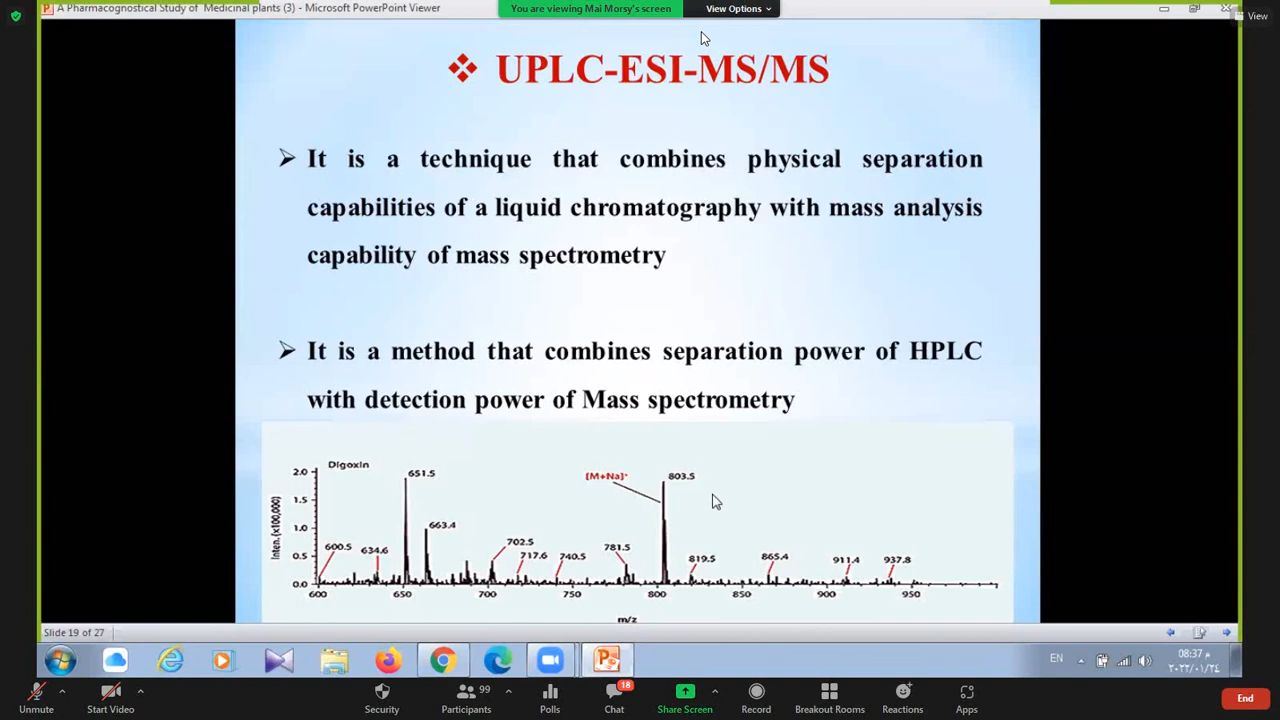 A Pharmacognostical Study of Medicinal plants (3) - Microsoft PowerPoint Viewer
You are viewing Mai Morsy's screen
View Options
View
UPLC-ESI-MS/MS
It is a technique that combines physical separation
capabilities of a liquid chromatography with mass analysis
capability of mass spectrometry
It is a method that combines separation power of HPLC
with detection power of Mass spectrometry
Digoxin
Inten. (x100,000)
2.0
1.5
1.0
0.5
0.0
600.5
634.6
651.5
663.4
702.5
717.6
740.5
781.5
[M+Na]⁺
803.5
819.5
865.4
911.4
937.8
600 650 700 750 800 850 900 950
m/z
Slide 19 of 27
EN
08:37 م
٢٠٢٢/٠١/٢٤
99
18
Unmute
Start Video
Security
Participants
Polls
Chat
Share Screen
Record
Breakout Rooms
Reactions
Apps
End